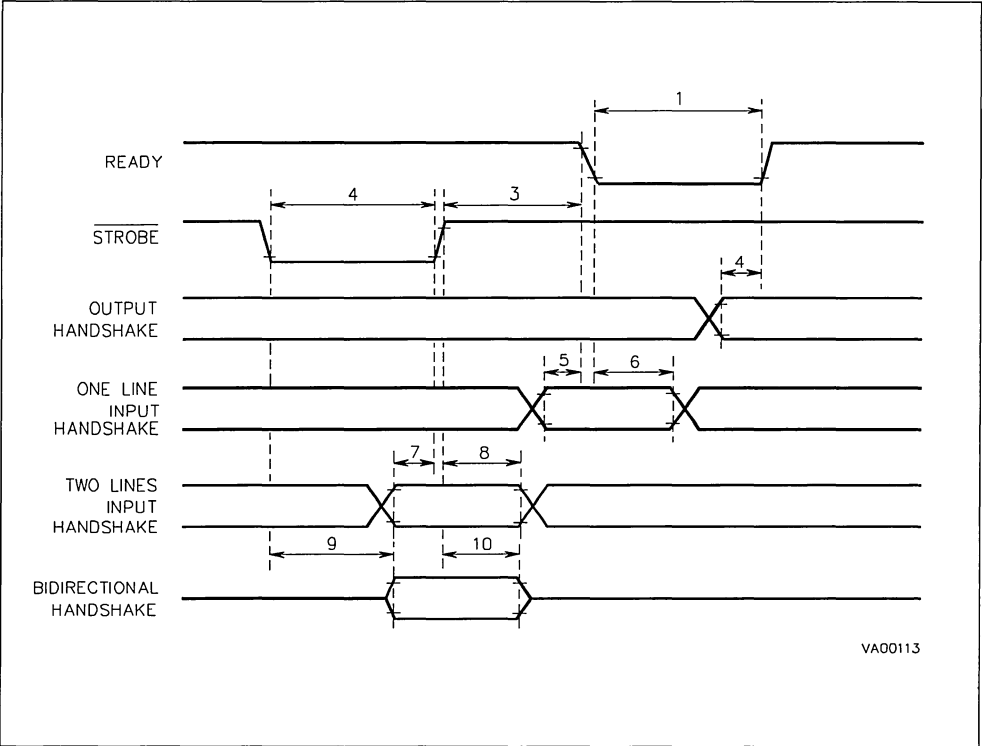 1
READY
4
3
STROBE
4
OUTPUT
HANDSHAKE
5
6
ONE LINE
INPUT
HANDSHAKE
7
8
TWO LINES
INPUT
HANDSHAKE
9
10
BIDIRECTIONAL
HANDSHAKE
VA00113